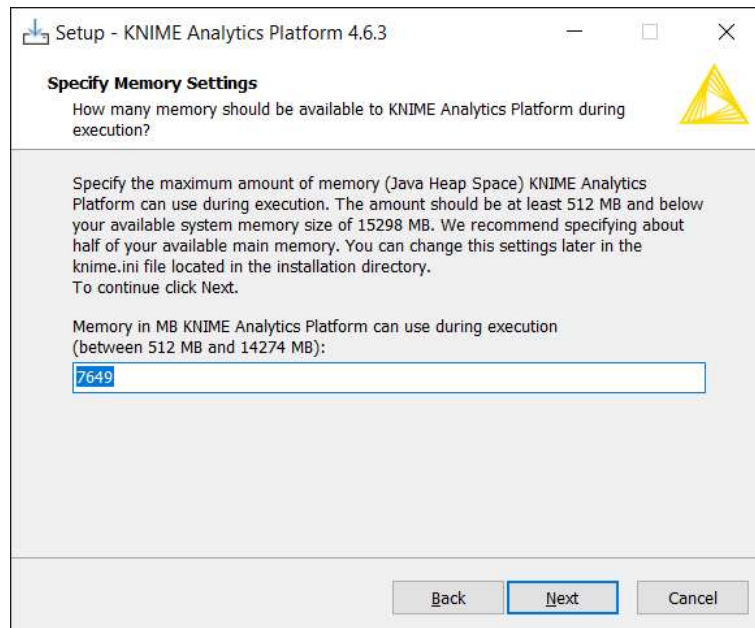 Setup - KNIME Analytics Platform 4.6.3
Specify Memory Settings
How many memory should be available to KNIME Analytics Platform during
execution?
Specify the maximum amount of memory (Java Heap Space) KNIME Analytics
Platform can use during execution. The amount should be at least 512 MB and below
your available system memory size of 15298 MB. We recommend specifying about
half of your available main memory. You can change this settings later in the
knime.ini file located in the installation directory.
To continue click Next.
Memory in MB KNIME Analytics Platform can use during execution
(between 512 MB and 14274 MB):
7649
Back Next Cancel